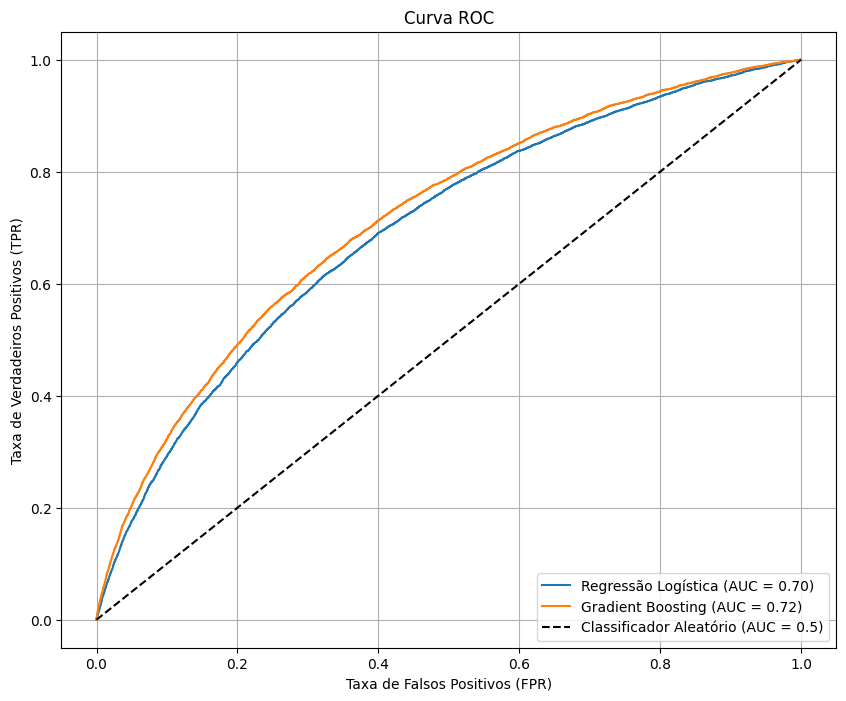 Curva ROC
Taxa de Verdadeiros Positivos (TPR)
1.0
0.8
0.6
0.4
0.2
0.0
0.0 0.2 0.4 0.6 0.8 1.0
Taxa de Falsos Positivos (FPR)
Regressão Logística (AUC = 0.70)
Gradient Boosting (AUC = 0.72)
Classificador Aleatório (AUC = 0.5)